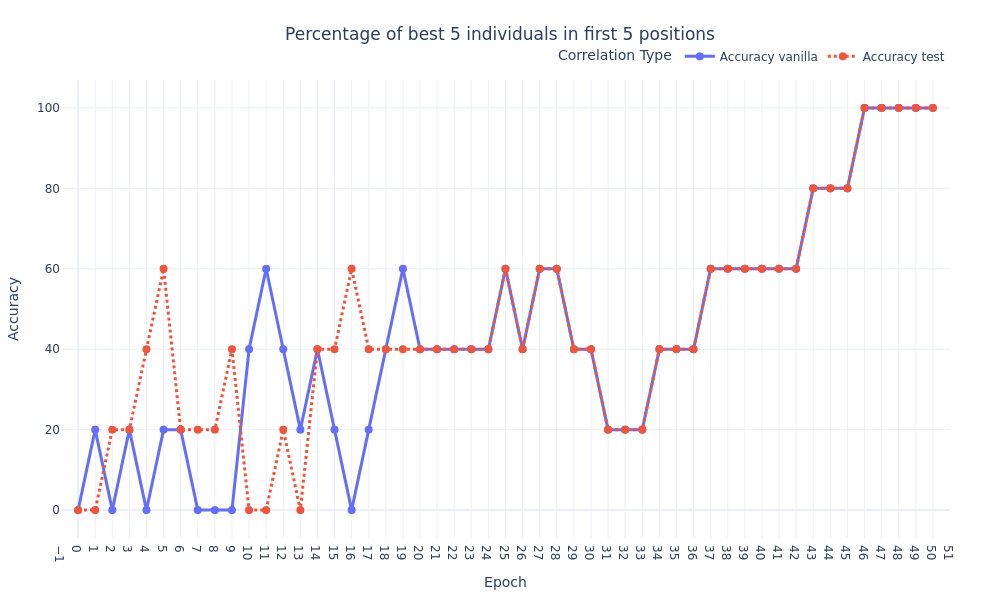 Percentage of best 5 individuals in first 5 positions
Correlation Type Accuracy vanilla Accuracy test
Accuracy
100
80
60
40
20
0
−1 0 1 2 3 4 5 6 7 8 9 10 11 12 13 14 15 16 17 18 19 20 21 22 23 24 25 26 27 28 29 30 31 32 33 34 35 36 37 38 39 40 41 42 43 44 45 46 47 48 49 50 51
Epoch